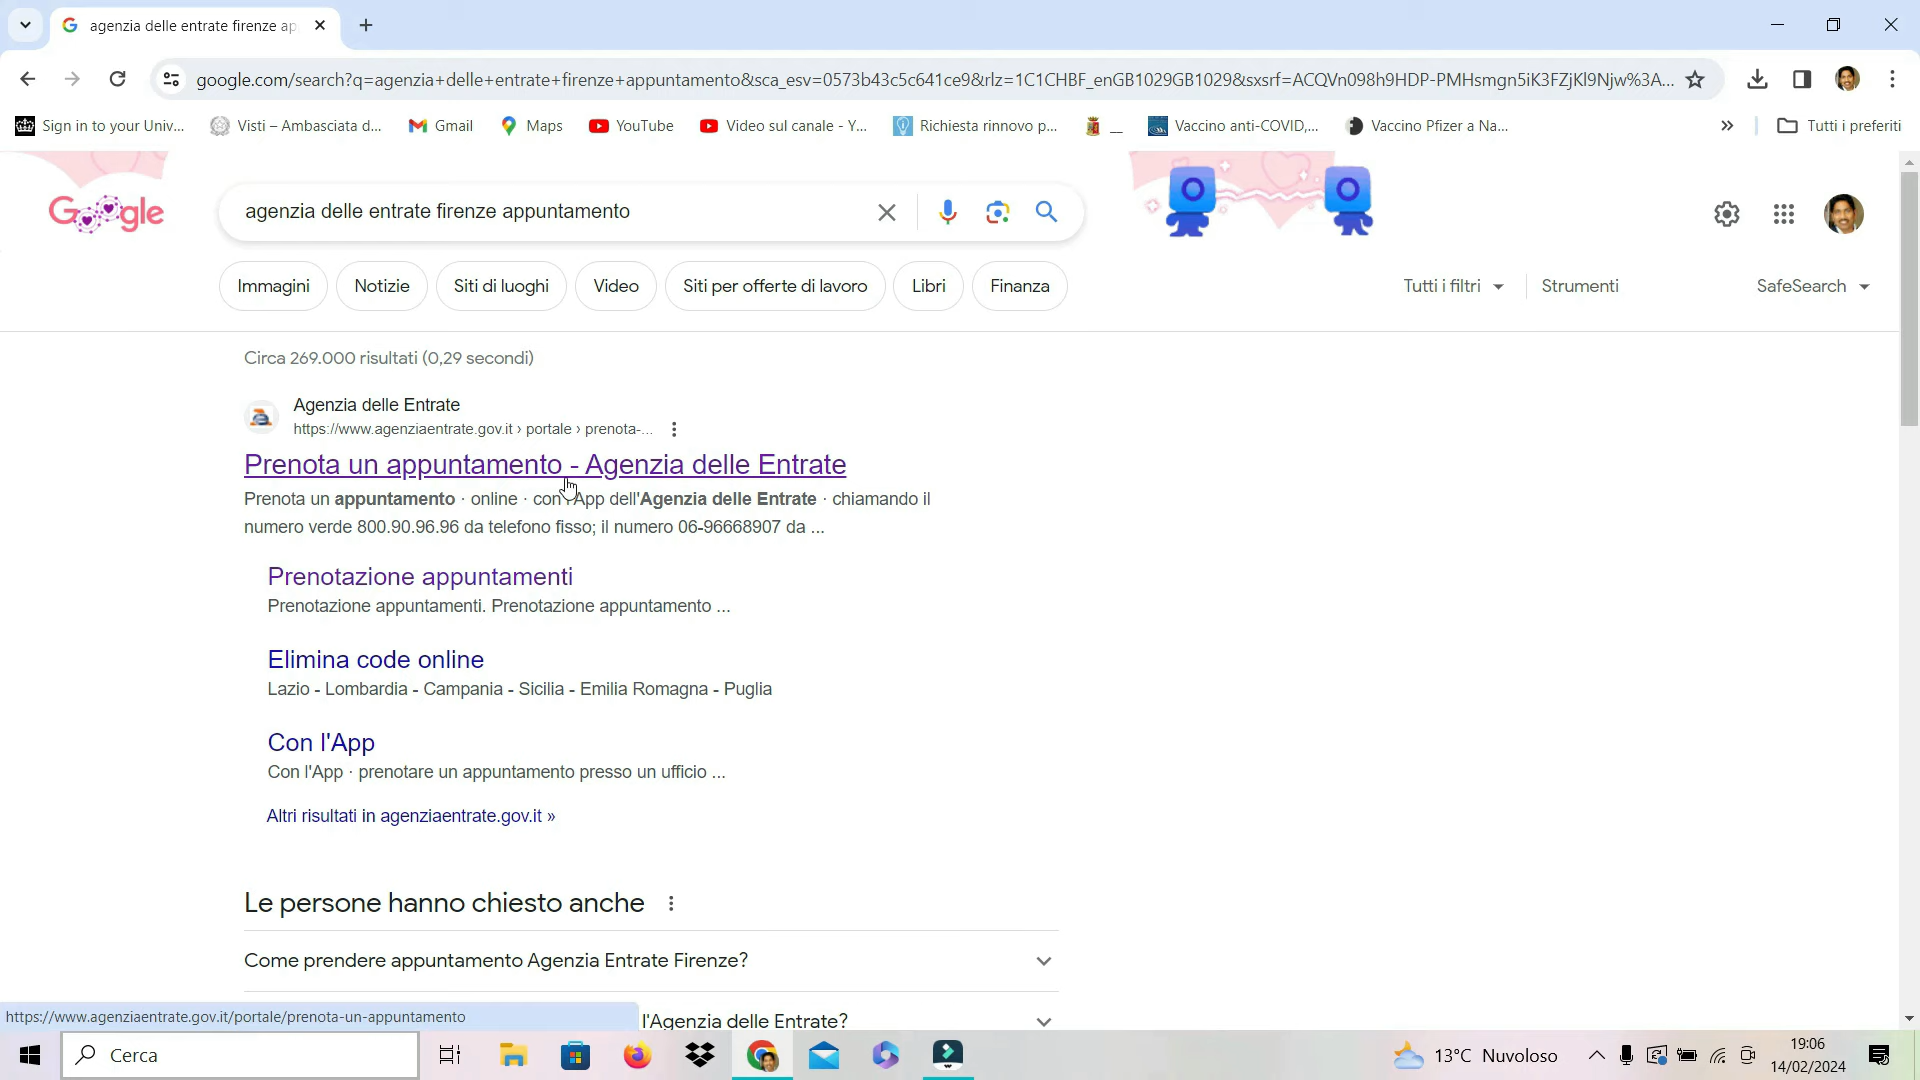 agenzia delle entrate firenze ap
google.com/search?q=agenzia+delle+entrate+firenze+appuntamento&sca_esv=0573b43c5c641ce9&rlz=1C1CHBF_enGB1029GB1029&sxsrf=ACQVn098h9HDP-PMHsmgn5iK3FZjKl9Njw%3A...
Sign in to your Univ... Visti – Ambasciata d... Gmail Maps YouTube Video sul canale - Y... Richiesta rinnovo p... __ Vaccino anti-COVID,... Vaccino Pfizer a Na... » Tutti i preferiti
Google
agenzia delle entrate firenze appuntamento
Immagini Notizie Siti di luoghi Video Siti per offerte di lavoro Libri Finanza Tutti i filtri Strumenti SafeSearch
Circa 269.000 risultati (0,29 secondi)
Agenzia delle Entrate
https://www.agenziaentrate.gov.it › portale › prenota-...
Prenota un appuntamento - Agenzia delle Entrate
Prenota un appuntamento · online · con l'App dell'Agenzia delle Entrate · chiamando il
numero verde 800.90.96.96 da telefono fisso; il numero 06-96668907 da ...
Prenotazione appuntamenti
Prenotazione appuntamenti. Prenotazione appuntamento ...
Elimina code online
Lazio - Lombardia - Campania - Sicilia - Emilia Romagna - Puglia
Con l'App
Con l'App · prenotare un appuntamento presso un ufficio ...
Altri risultati in agenziaentrate.gov.it »
Le persone hanno chiesto anche
Come prendere appuntamento Agenzia Entrate Firenze?
l'Agenzia delle Entrate?
https://www.agenziaentrate.gov.it/portale/prenota-un-appuntamento
Cerca
13°C Nuvoloso
19:06
14/02/2024